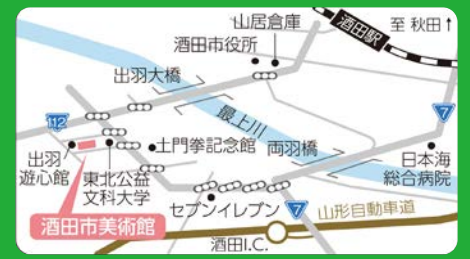 山居倉庫
酒田駅
至 秋田↑
酒田市役所
出羽大橋
最上川
7
112
土門拳記念館
両羽橋
出羽
遊心館
東北公益
文科大学
日本海
総合病院
酒田市美術館
セブンイレブン
7
山形自動車道
酒田I.C.